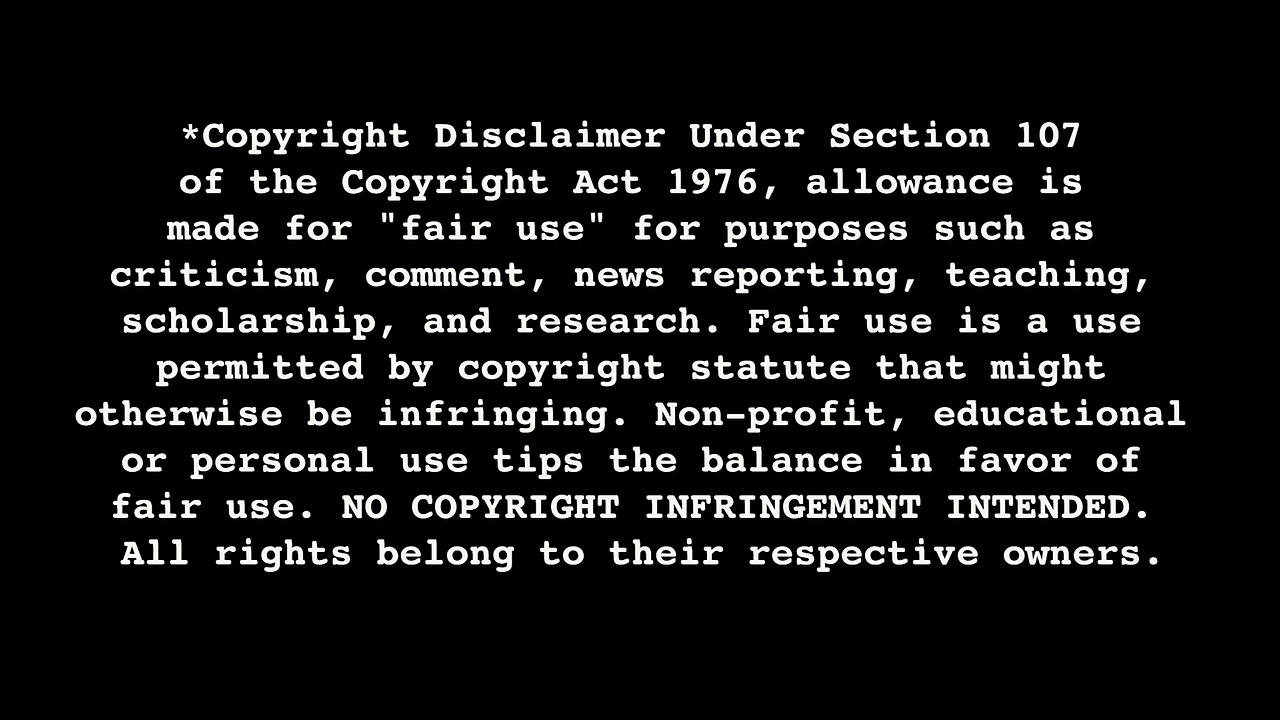 *Copyright Disclaimer Under Section 107
of the Copyright Act 1976, allowance is
made for "fair use" for purposes such as
criticism, comment, news reporting, teaching,
scholarship, and research. Fair use is a use
permitted by copyright statute that might
otherwise be infringing. Non-profit, educational
or personal use tips the balance in favor of
fair use. NO COPYRIGHT INFRINGEMENT INTENDED.
All rights belong to their respective owners.